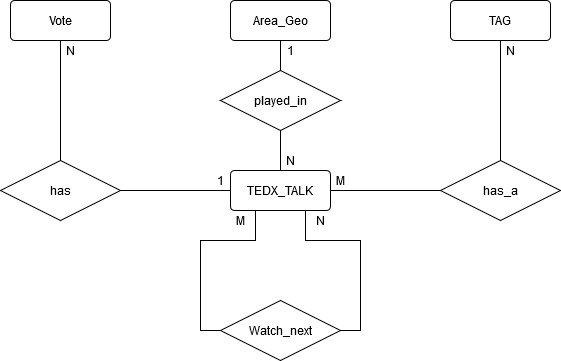 Vote
Area_Geo
TAG
N
1
N
played_in
N
has
1
TEDX_TALK
M
has_a
M
N
Watch_next